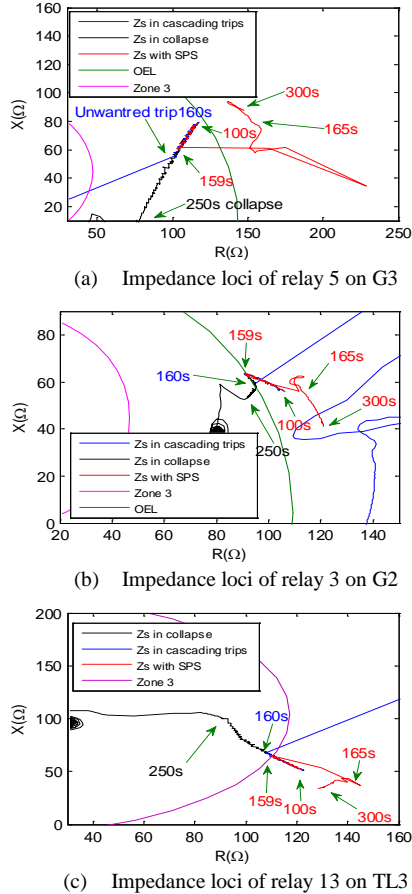 Zs in cascading trips
Zs in collapse
Zs with SPS
OEL
Zone 3
X(Ω)
160
140
120
100
80
60
40
20
Unwantred trip160s
300s
100s
165s
159s
250s collapse
50 100 150 200 250
R(Ω)
(a) Impedance loci of relay 5 on G3
X(Ω)
80
60
40
20
0
159s
160s
165s
100s
300s
250s
Zs in cascading trips
Zs in collapse
Zs with SPS
Zone 3
OEL
20 40 60 80 100 120 140
R(Ω)
(b) Impedance loci of relay 3 on G2
X(Ω)
200
150
100
50
0
Zs in collapse
Zs in cascading trips
Zs with SPS
Zone 3
160s
250s
165s
159s
100s
300s
40 60 80 100 120 140 160
R(Ω)
(c) Impedance loci of relay 13 on TL3